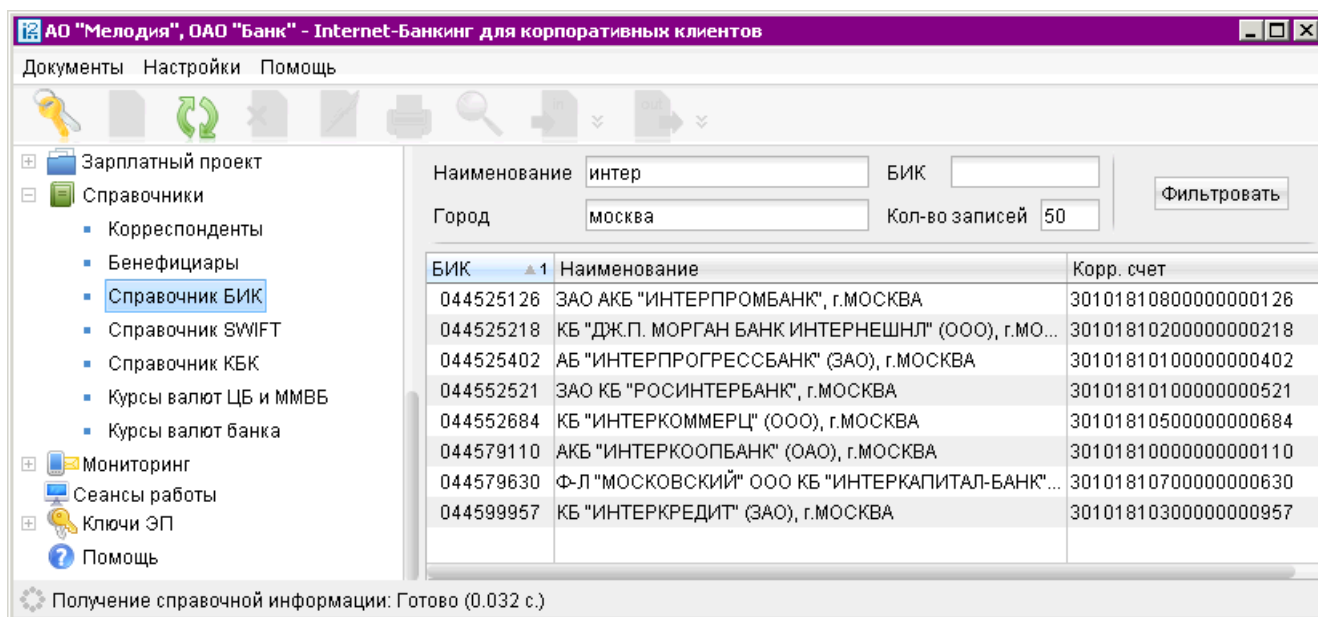 АО "Мелодия", ОАО "Банк" - Internet-Банкинг для корпоративных клиентов
Документы Настройки Помощь
in out
Зарплатный проект
Справочники
Корреспонденты
Бенефициары
Справочник БИК
Справочник SWIFT
Справочник КБК
Курсы валют ЦБ и ММВБ
Курсы валют банка
Мониторинг
Сеансы работы
Ключи ЭП
Помощь
Наименование интер БИК
Город москва Кол-во записей 50
Фильтровать
БИК 1 Наименование Корр. счет
044525126 ЗАО АКБ "ИНТЕРПРОМБАНК", г.МОСКВА 30101810800000000126
044525218 КБ "ДЖ.П. МОРГАН БАНК ИНТЕРНЕШНЛ" (ООО), г.МО... 30101810200000000218
044525402 АБ "ИНТЕРПРОГРЕССБАНК" (ЗАО), г.МОСКВА 30101810100000000402
044552521 ЗАО КБ "РОСИНТЕРБАНК", г.МОСКВА 30101810100000000521
044552684 КБ "ИНТЕРКОММЕРЦ" (ООО), г.МОСКВА 30101810500000000684
044579110 АКБ "ИНТЕРКООПБАНК" (ОАО), г.МОСКВА 30101810000000000110
044579630 Ф-Л "МОСКОВСКИЙ" ООО КБ "ИНТЕРКАПИТАЛ-БАНК"... 30101810700000000630
044599957 КБ "ИНТЕРКРЕДИТ" (ЗАО), г.МОСКВА 30101810300000000957
Получение справочной информации: Готово (0.032 с.)